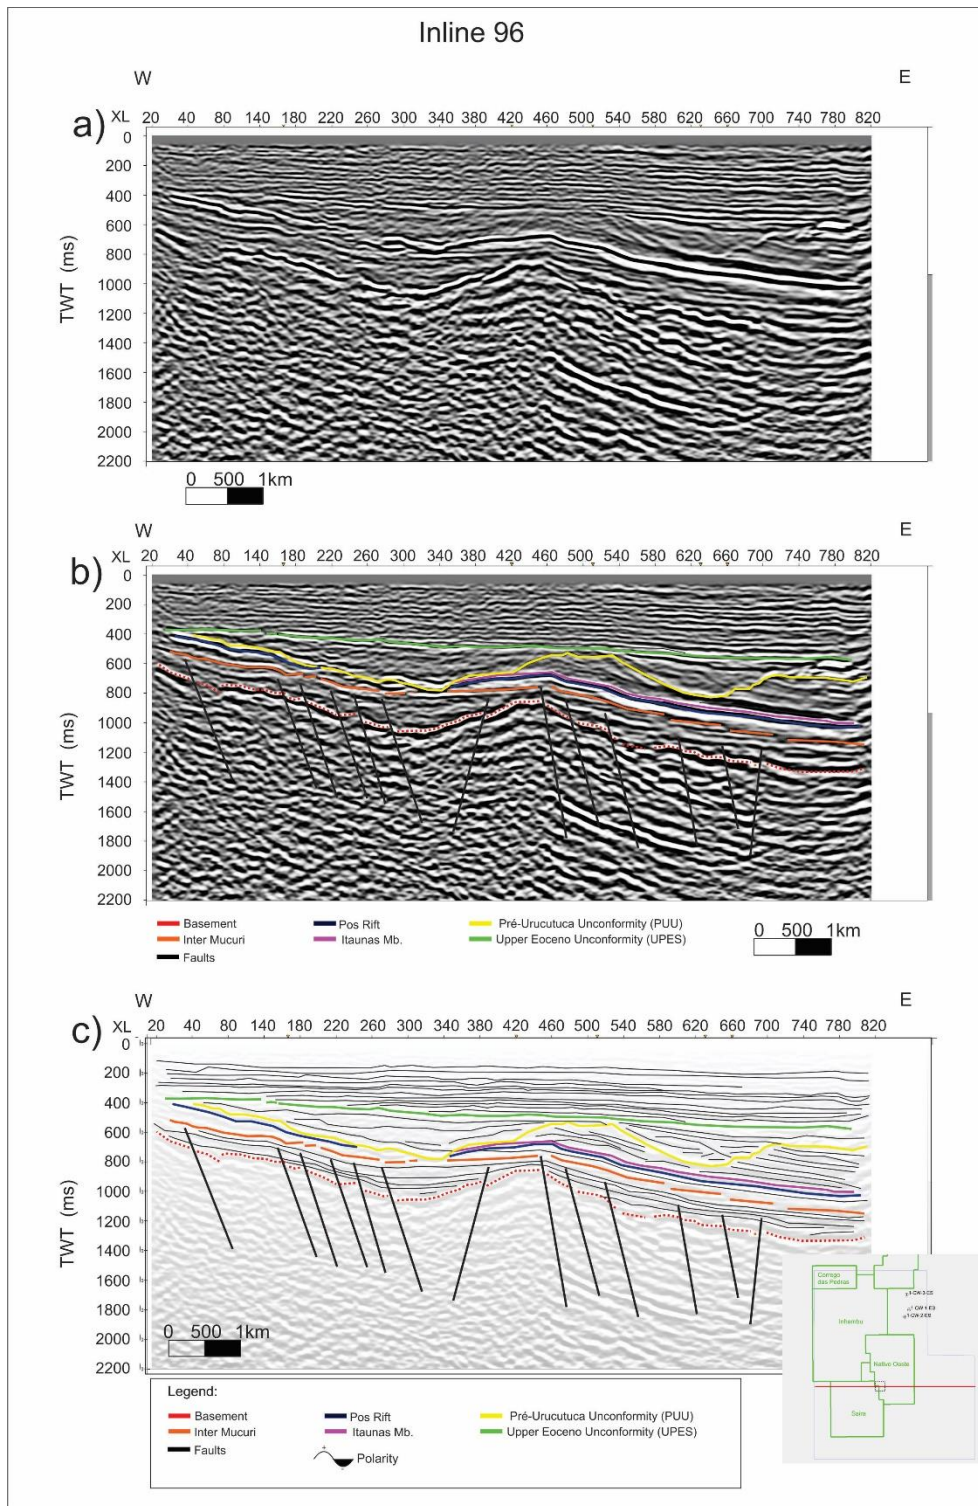 Inline 96
W E
a)
XL 20 40 80 140 180 220 260 300 340 380 420 460 500 540 580 620 660 700 740 780 820
TWT (ms)
0
200
400
600
800
1000
1200
1400
1600
1800
2000
2200
0 500 1km
W E
b)
XL 20 40 80 140 180 220 260 300 340 380 420 460 500 540 580 620 660 700 740 780 820
TWT (ms)
0
200
400
600
800
1000
1200
1400
1600
1800
2000
2200
Basement Pos Rift Pré-Urucutuca Unconformity (PUU)
Inter Mucuri Itaunas Mb. Upper Eoceno Unconformity (UPES)
Faults
0 500 1km
W E
c)
XL 20 40 80 140 180 220 260 300 340 380 420 460 500 540 580 620 660 700 740 780 820
TWT (ms)
0
200
400
600
800
1000
1200
1400
1600
1800
2000
2200
0 500 1km
Corrego
das Pedras
Inhambu
Nativo Oeste
Saira
Legend:
Basement Pos Rift Pré-Urucutuca Unconformity (PUU)
Inter Mucuri Itaunas Mb. Upper Eoceno Unconformity (UPES)
Faults Polarity